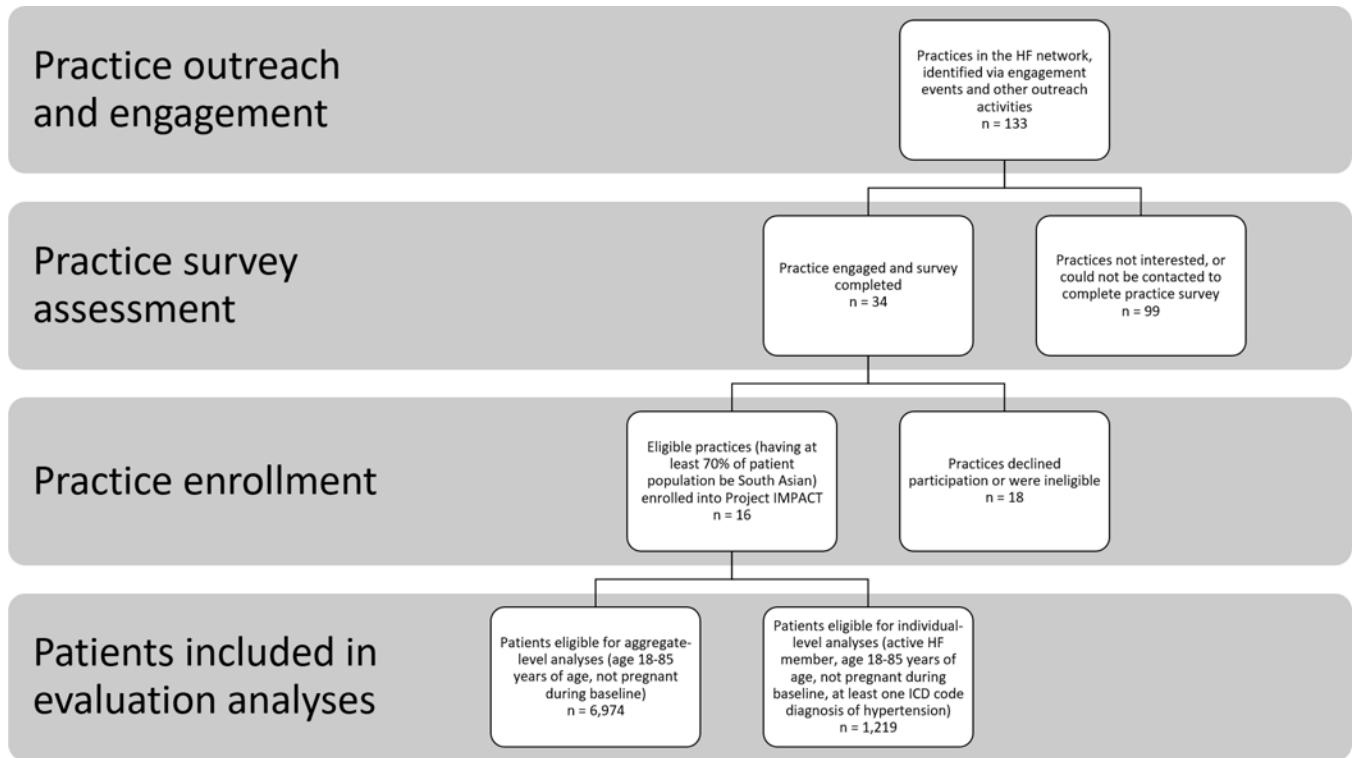 Practice outreach
and engagement
Practices in the HF network,
identified via engagement
events and other outreach
activities
n = 133
Practice survey
assessment
Practice engaged and survey
completed
n = 34
Practices not interested, or
could not be contacted to
complete practice survey
n = 99
Practice enrollment
Eligible practices (having at
least 70% of patient
population be South Asian)
enrolled into Project IMPACT
n = 16
Practices declined
participation or were ineligible
n = 18
Patients included in
evaluation analyses
Patients eligible for aggregate-
level analyses (age 18-85
years of age, not pregnant
during baseline)
n = 6,974
Patients eligible for individual-
level analyses (active HF
member, age 18-85 years of
age, not pregnant during
baseline, at least one ICD code
diagnosis of hypertension)
n = 1,219